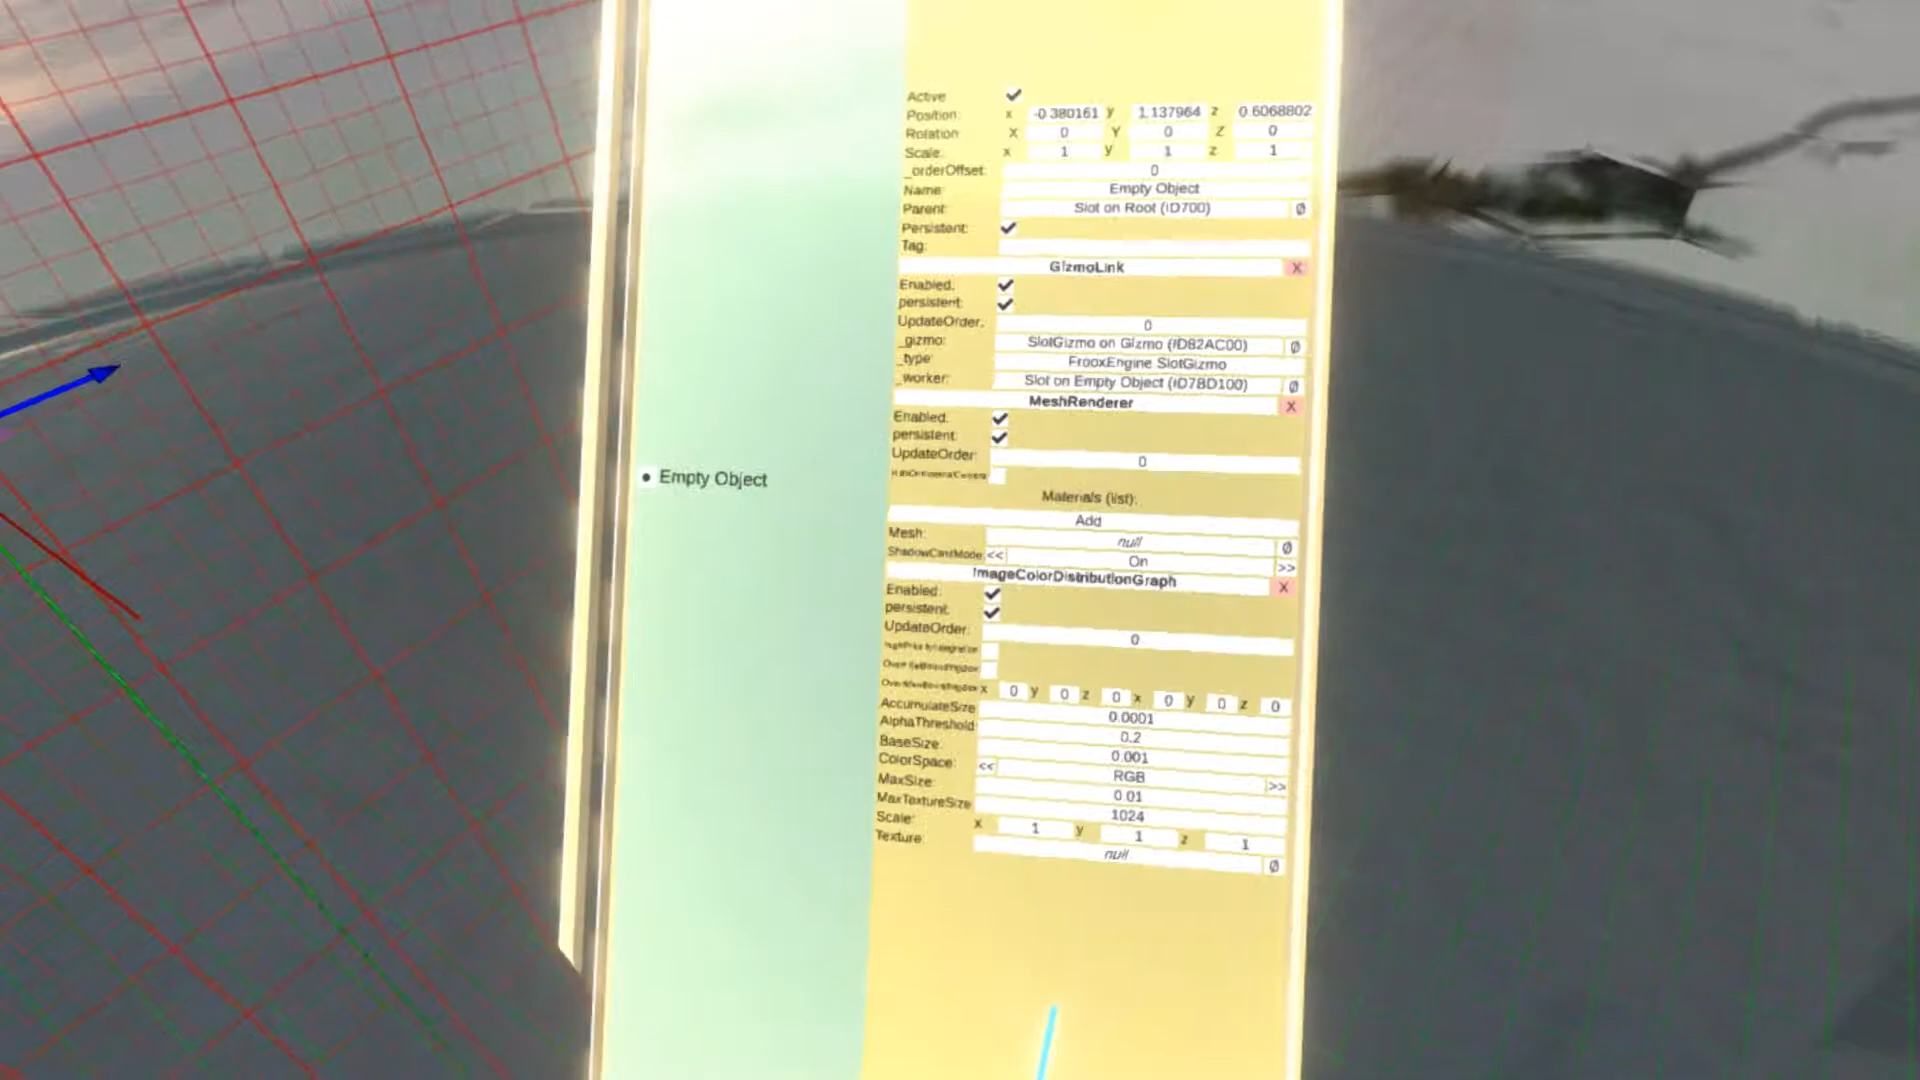 Active
Position: x -0.380161 y 1.137964 z 0.6068802
Rotation: X 0 Y 0 Z 0
Scale: x 1 y 1 z 1
_orderOffset: 0
Name: Empty Object
Parent: Slot on Root (ID700) Ø
Persistent:
Tag:
GizmoLink X
Enabled:
persistent:
UpdateOrder: 0
_gizmo: SlotGizmo on Gizmo (ID82AC00) Ø
_type: FrooxEngine SlotGizmo
_worker: Slot on Empty Object (ID7BD100) Ø
MeshRenderer X
Enabled:
persistent:
UpdateOrder: 0
Materials (list):
Add
Mesh: null Ø
ShadowCastMode: << On >>
ImageColorDistributionGraph X
Enabled:
persistent:
UpdateOrder: 0
x 0 y 0 z 0 x 0 y 0 z 0
AccumulateSize 0.0001
AlphaThreshold: 0.2
BaseSize: 0.001
ColorSpace: << RGB >>
MaxSize: 0.01
MaxTextureSize 1024
Scale: x 1 y 1 z 1
Texture: null Ø
• Empty Object